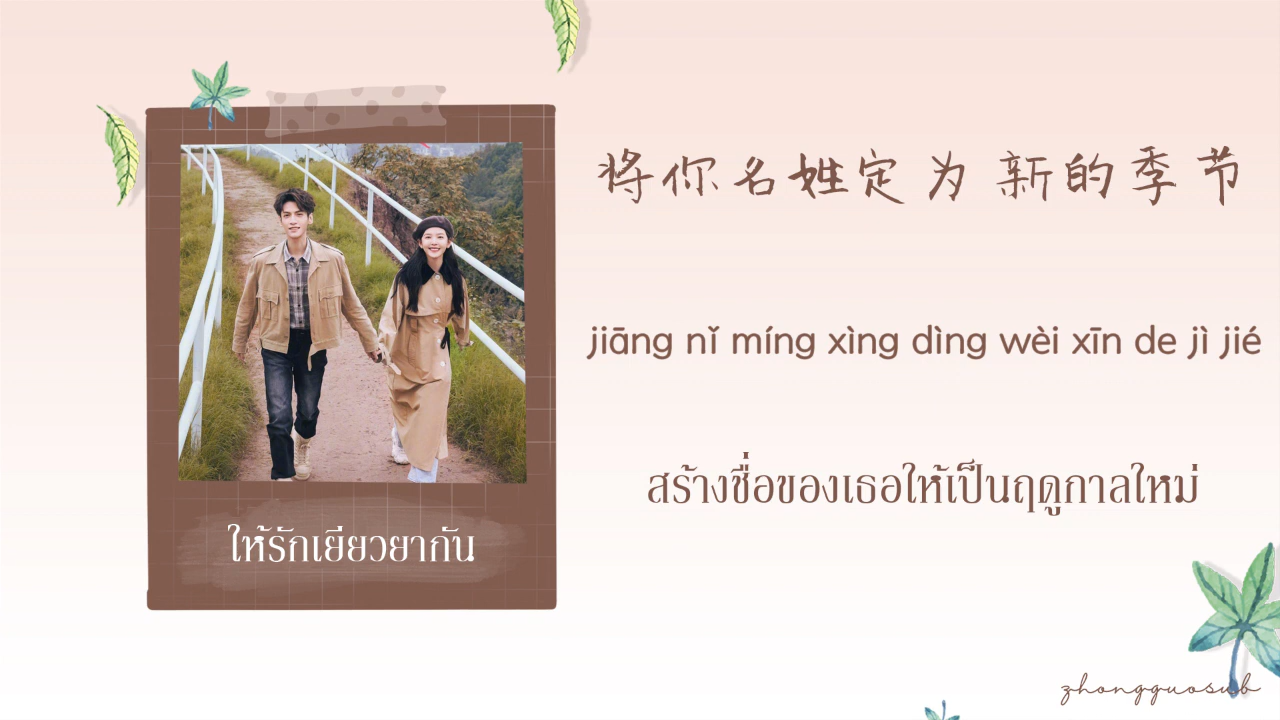 将你名姓定为 新的季节
jiāng nǐ míng xìng dìng wèi xīn de jì jié
สร้างชื่อของเธอให้เป็นฤดูกาลใหม่
ให้รักเยียวยากัน
zhongguosub